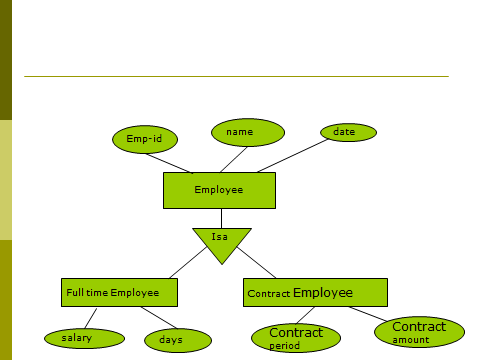 Emp-id
name
date
Employee
Isa
Full time Employee
Contract Employee
salary
days
Contract
period
Contract
amount